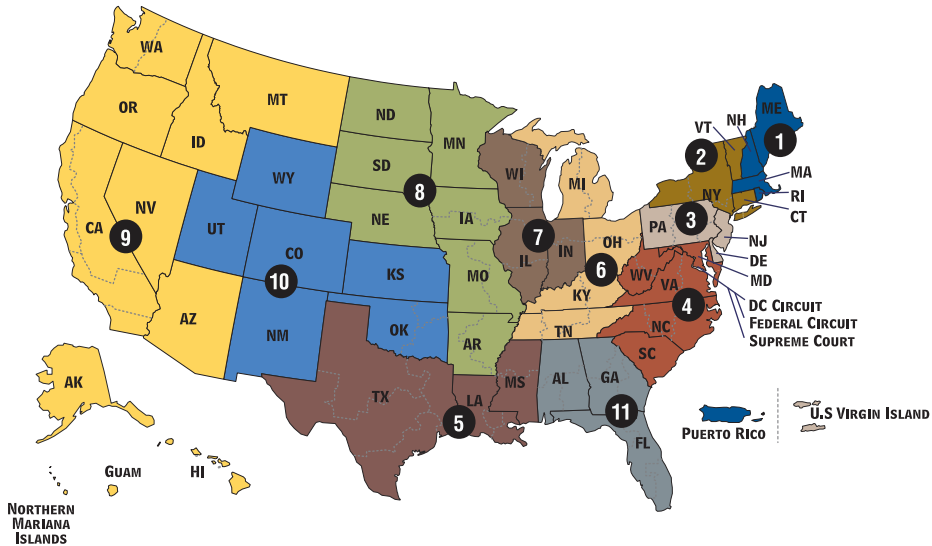 WA
OR
ID
MT
CA
NV
9
AZ
AK
HI
GUAM
NORTHERN
MARIANA
ISLANDS
WY
UT
CO
10
KS
NM
OK
ND
SD
MN
8
NE
IA
MO
AR
TX
LA
5
MS
WI
7
IL
IN
MI
OH
6
KY
TN
AL
GA
11
FL
VT
NH
ME
1
2
NY
MA
RI
CT
PA
3
NJ
DE
MD
WV
VA
4
NC
SC
DC CIRCUIT
FEDERAL CIRCUIT
SUPREME COURT
PUERTO RICO
U.S VIRGIN ISLAND